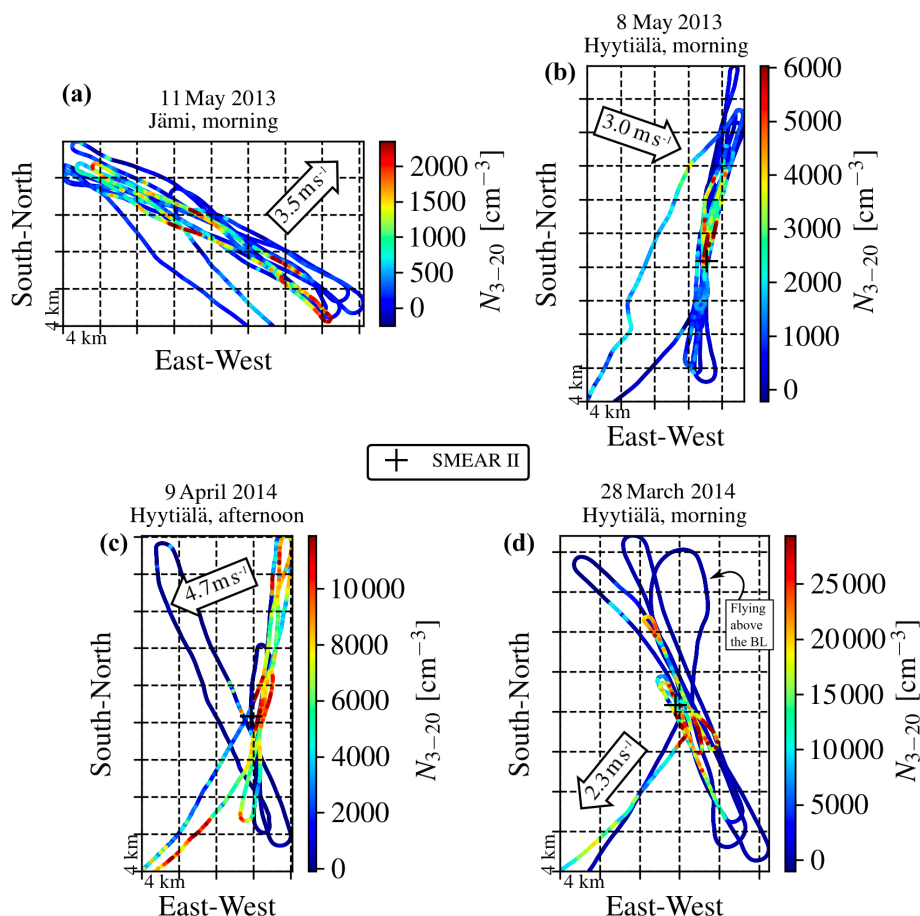 (a)
11 May 2013
Jämi, morning
3.5 m s⁻¹
South-North
4 km
4 km
East-West
2000
1500
1000
500
0
N₃₋₂₀ [cm⁻³]
8 May 2013
Hyytiälä, morning
(b)
3.0 m s⁻¹
South-North
4 km
4 km
East-West
6000
5000
4000
3000
2000
1000
0
N₃₋₂₀ [cm⁻³]
SMEAR II
9 April 2014
Hyytiälä, afternoon
(c)
4.7 m s⁻¹
South-North
4 km
4 km
East-West
10 000
8000
6000
4000
2000
0
N₃₋₂₀ [cm⁻³]
28 March 2014
Hyytiälä, morning
(d)
Flying
above
the BL
2.3 m s⁻¹
South-North
4 km
4 km
East-West
25 000
20 000
15 000
10 000
5000
0
N₃₋₂₀ [cm⁻³]